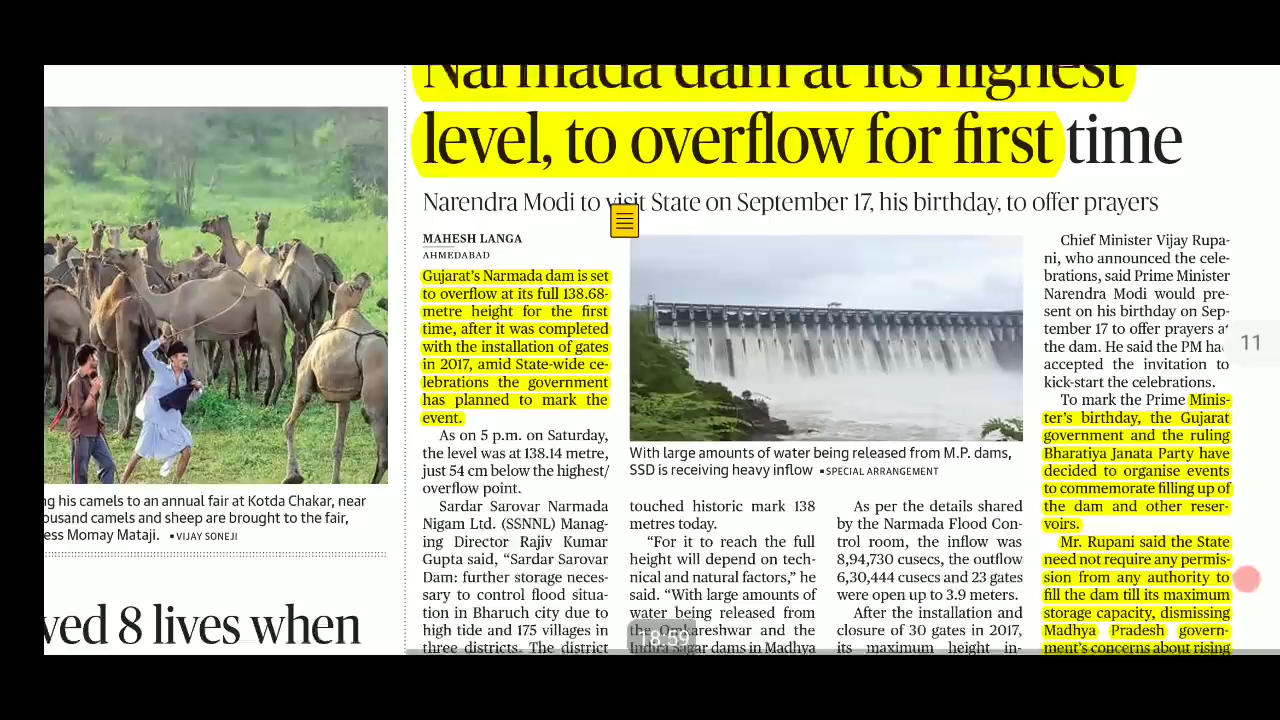 Narmada dam at its highest
level, to overflow for first time
Narendra Modi to visit State on September 17, his birthday, to offer prayers
MAHESH LANGA
AHMEDABAD
Gujarat's Narmada dam is set
to overflow at its full 138.68-
metre height for the first
time, after it was completed
with the installation of gates
in 2017, amid State-wide ce-
lebrations the government
has planned to mark the
event.
As on 5 p.m. on Saturday,
the level was at 138.14 metre,
just 54 cm below the highest/
overflow point.
Sardar Sarovar Narmada
Nigam Ltd. (SSNNL) Manag-
ing Director Rajiv Kumar
Gupta said, “Sardar Sarovar
Dam: further storage neces-
sary to control flood situa-
tion in Bharuch city due to
high tide and 175 villages in
three districts. The district
With large amounts of water being released from M.P. dams,
SSD is receiving heavy inflow ▪SPECIAL ARRANGEMENT
touched historic mark 138
metres today.
“For it to reach the full
height will depend on tech-
nical and natural factors,” he
said. “With large amounts of
water being released from
the Omkareshwar and the
Indira Sagar dams in Madhya
As per the details shared
by the Narmada Flood Con-
trol room, the inflow was
8,94,730 cusecs, the outflow
6,30,444 cusecs and 23 gates
were open up to 3.9 meters.
After the installation and
closure of 30 gates in 2017,
its maximum height in-
Chief Minister Vijay Rupa-
ni, who announced the cele-
brations, said Prime Minister
Narendra Modi would pre-
sent on his birthday on Sep-
tember 17 to offer prayers at
the dam. He said the PM had
accepted the invitation to
kick-start the celebrations.
To mark the Prime Minis-
ter's birthday, the Gujarat
government and the ruling
Bharatiya Janata Party have
decided to organise events
to commemorate filling up of
the dam and other reser-
voirs.
Mr. Rupani said the State
need not require any permis-
sion from any authority to
fill the dam till its maximum
storage capacity, dismissing
Madhya Pradesh govern-
ment's concerns about rising
ng his camels to an annual fair at Kotda Chakar, near
ousand camels and sheep are brought to the fair,
ess Momay Mataji. ▪VIJAY SONEJI
ved 8 lives when
11
18:59